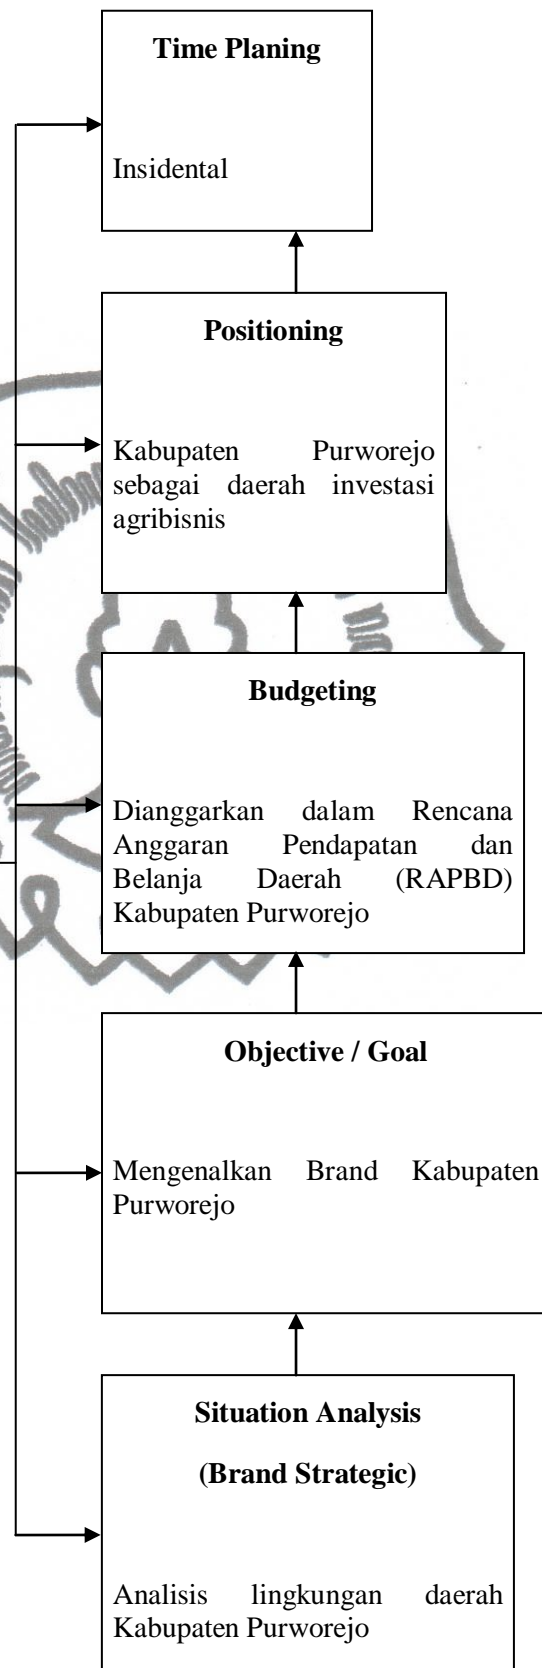 Time Planing
Insidental
Positioning
Kabupaten Purworejo
sebagai daerah investasi
agribisnis
Budgeting
Dianggarkan dalam Rencana
Anggaran Pendapatan dan
Belanja Daerah (RAPBD)
Kabupaten Purworejo
Objective / Goal
Mengenalkan Brand Kabupaten
Purworejo
Situation Analysis
(Brand Strategic)
Analisis lingkungan daerah
Kabupaten Purworejo